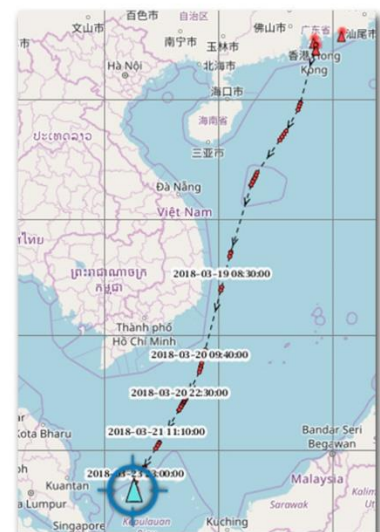 百色市
自治区
文山市
佛山市
广东省
汕尾市
南宁市
玉林市
香港 Hong
Kong
Hà Nội
北海市
海口市
海南省
三亚市
ປະເທດລາວ
Đà Nẵng
Việt Nam
ព្រះរាជាណាចក្រ
កម្ពុជា
2018-03-19 08:30:00
Thành phố
Hồ Chí Minh
2018-03-20 09:40:00
2018-03-20 22:30:00
2018-03-21 11:10:00
Kota Bharu
Bandar Seri
Begawan
Malaysia
Kuantan
Sarawak
Lumpur
Kepulauan
Singapore
Kuching